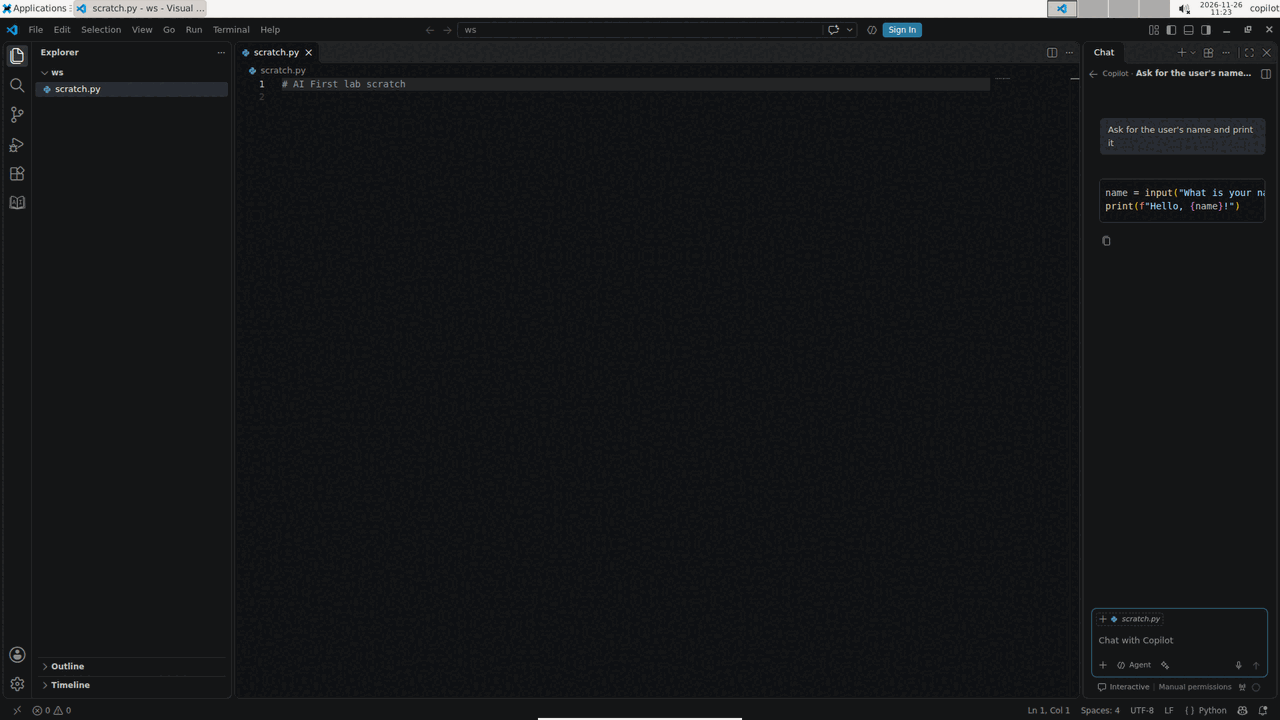 Applications
scratch.py - ws - Visual ...
2026-11-26
11:23
copilot
File Edit Selection View Go Run Terminal Help
ws
Sign In
Explorer
ws
scratch.py
Outline
Timeline
scratch.py
scratch.py
1 # AI First lab scratch
2
Chat
Copilot · Ask for the user's name...
Ask for the user's name and print
it
name = input("What is your na
print(f"Hello, {name}!")
scratch.py
Chat with Copilot
Agent
Interactive Manual permissions
0 0
Ln 1, Col 1 Spaces: 4 UTF-8 LF { } Python